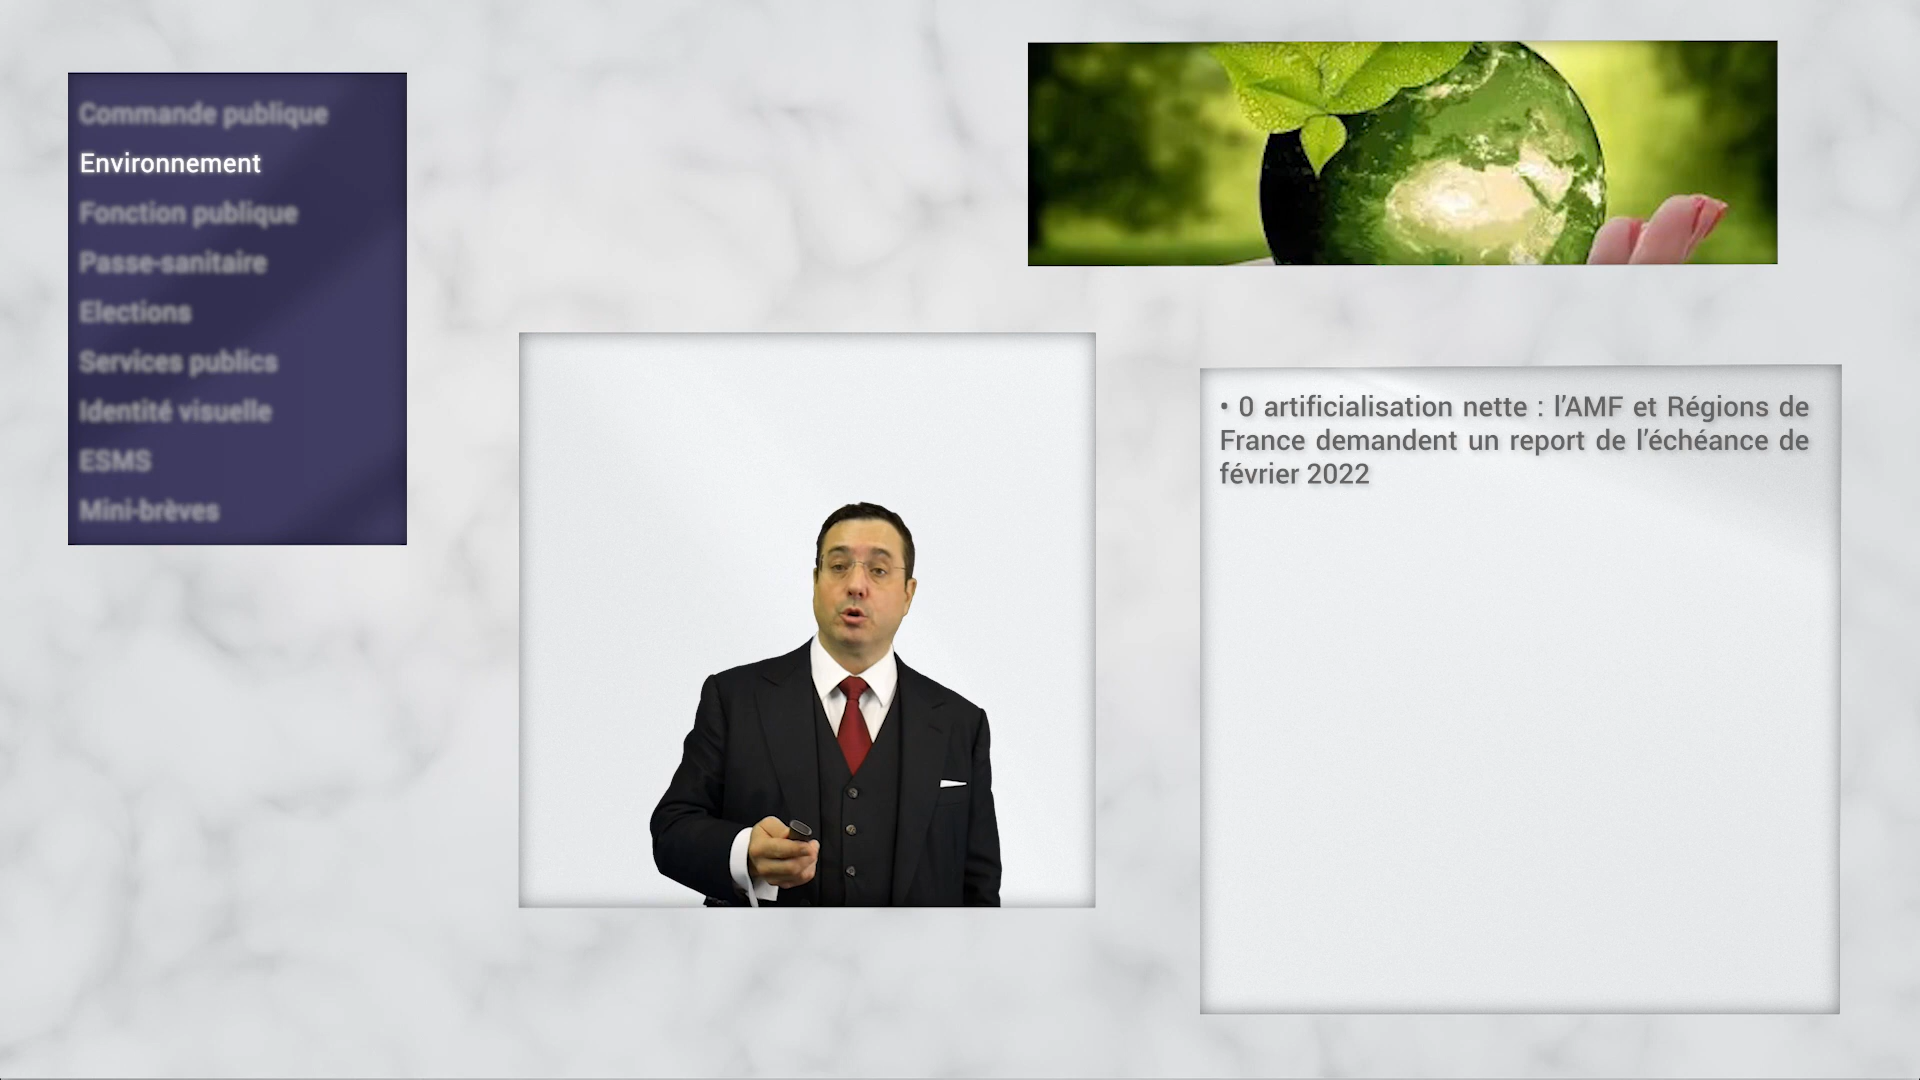 Commande publique
Environnement
Fonction publique
Passe-sanitaire
Elections
Services publics
Identité visuelle
ESMS
Mini-brèves
• 0 artificialisation nette : l’AMF et Régions de
France demandent un report de l’échéance de
février 2022